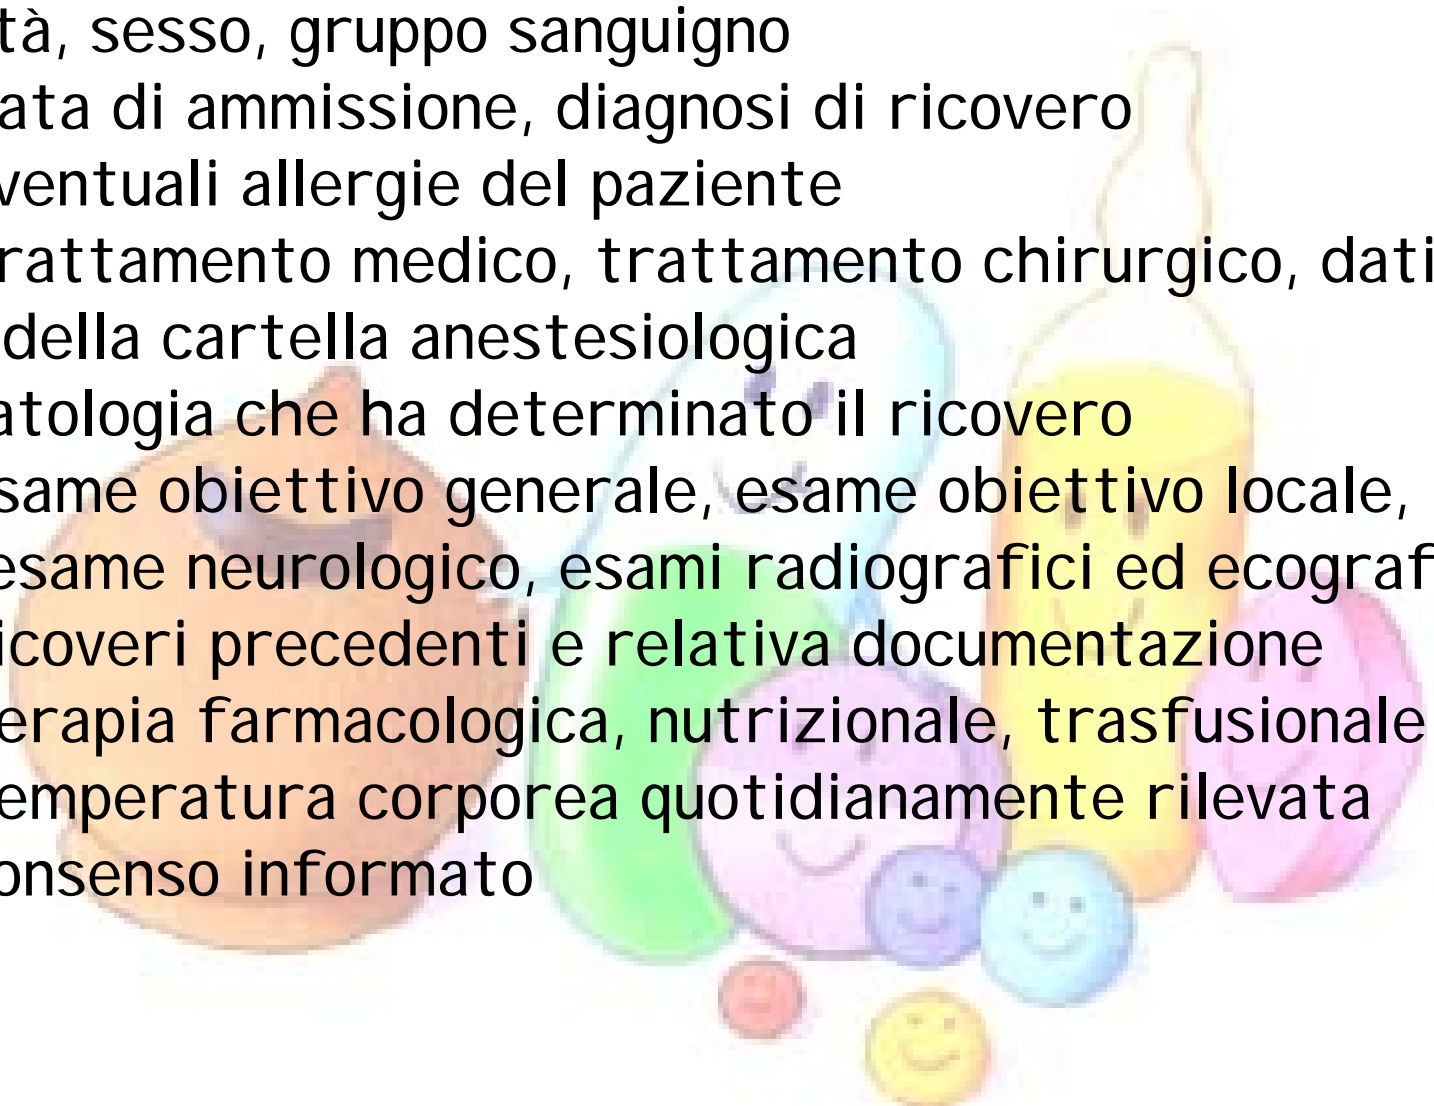 tà, sesso, gruppo sanguigno
ata di ammissione, diagnosi di ricovero
ventuali allergie del paziente
rattamento medico, trattamento chirurgico, dati
della cartella anestesiologica
atologia che ha determinato il ricovero
same obiettivo generale, esame obiettivo locale,
esame neurologico, esami radiografici ed ecograf
icoveri precedenti e relativa documentazione
erapia farmacologica, nutrizionale, trasfusionale
emperatura corporea quotidianamente rilevata
onsenso informato